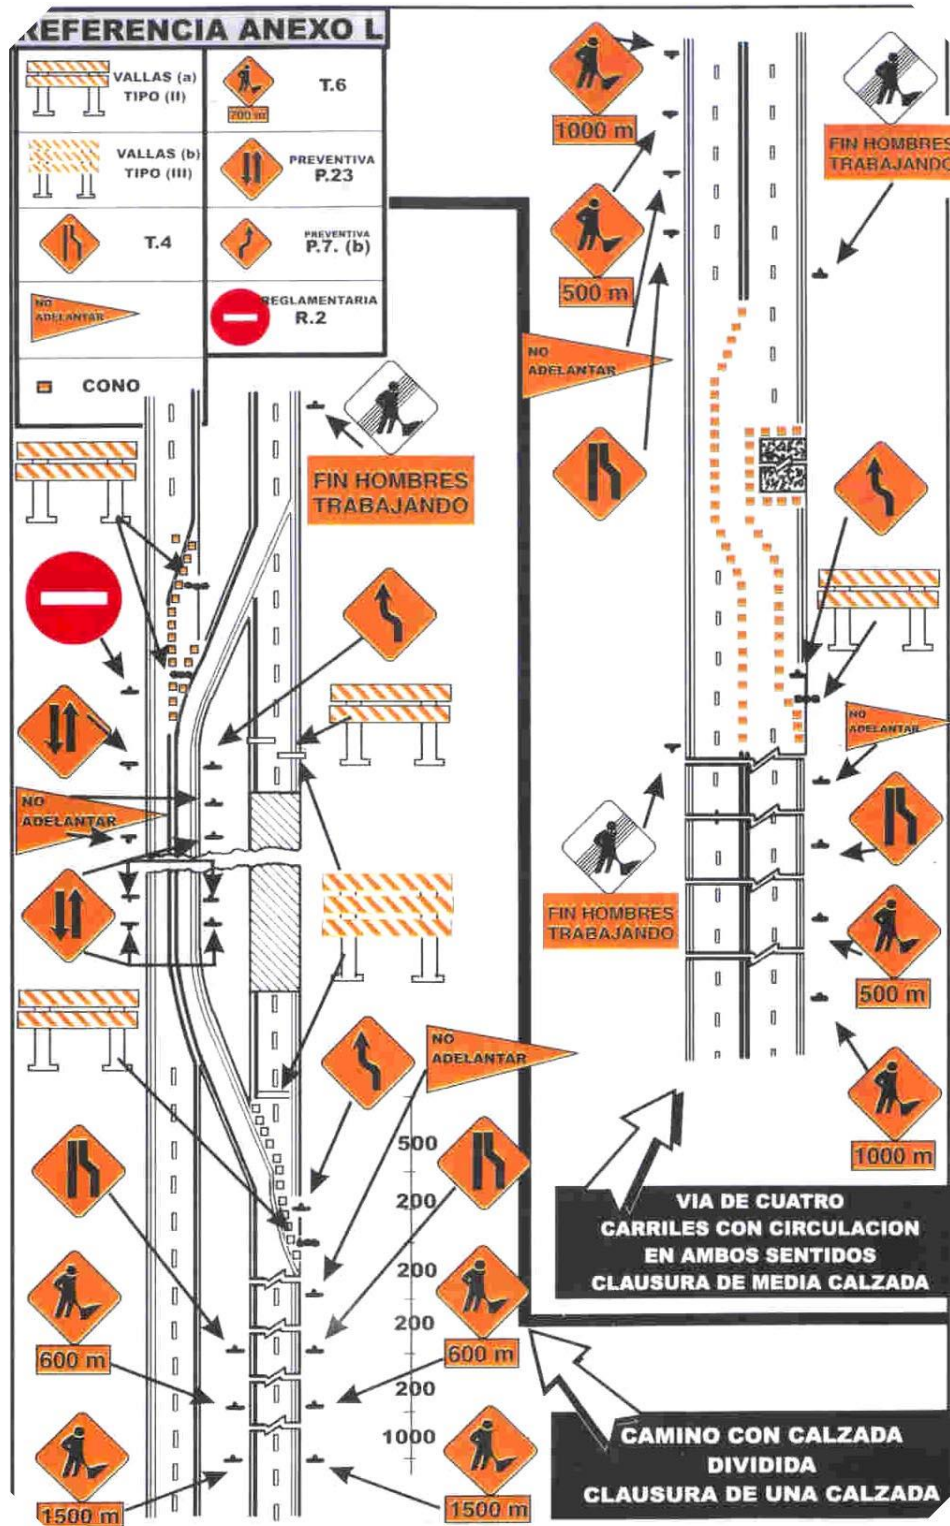 REFERENCIA ANEXO L
VALLAS (a)
TIPO (II)
T.6
700 m
VALLAS (b)
TIPO (III)
PREVENTIVA
P.23
T.4
PREVENTIVA
P.7. (b)
NO
ADELANTAR
REGLAMENTARIA
R.2
CONO
FIN HOMBRES
TRABAJANDO
NO
ADELANTAR
NO
ADELANTAR
500
200
200
200
200
1000
600 m
600 m
1500 m
1500 m
1000 m
500 m
FIN HOMBRES
TRABAJANDO
NO
ADELANTAR
NO
ADELANTAR
FIN HOMBRES
TRABAJANDO
500 m
1000 m
VIA DE CUATRO
CARRILES CON CIRCULACION
EN AMBOS SENTIDOS
CLAUSURA DE MEDIA CALZADA
CAMINO CON CALZADA
DIVIDIDA
CLAUSURA DE UNA CALZADA